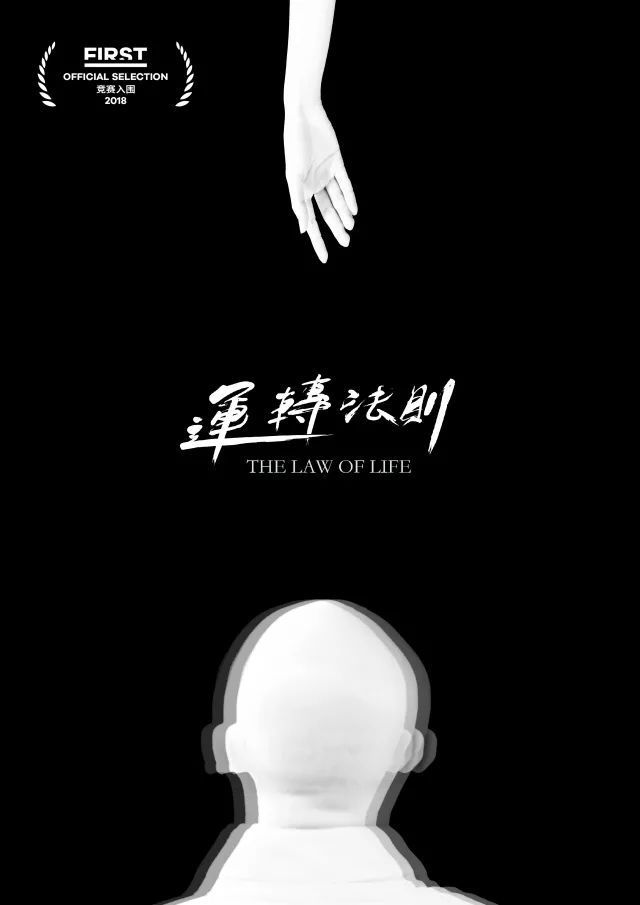 FIRST
OFFICIAL SELECTION
竞赛入围
2018
運轉法則
THE LAW OF LIFE